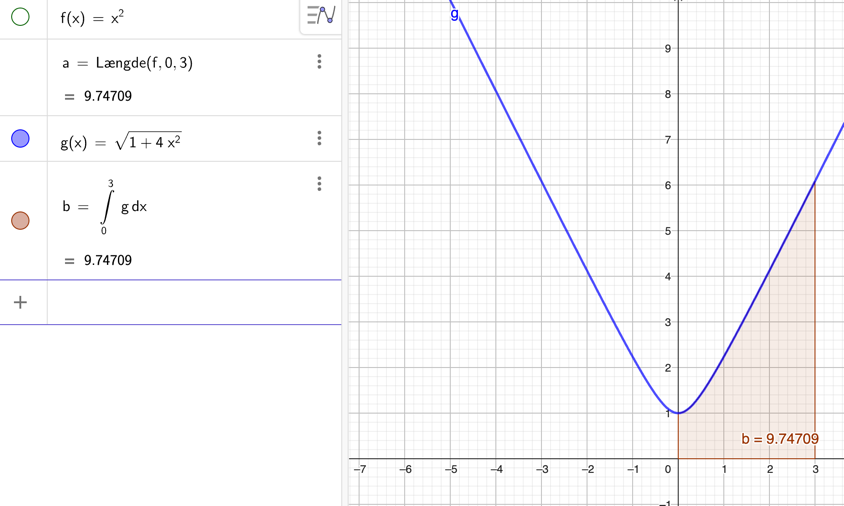 f(x) = x²
a = Længde(f, 0, 3)
= 9.74709
g(x) = √(1 + 4 x²)
b = ∫₀³ g dx
= 9.74709
+
g
9
8
7
6
5
4
3
2
1
b = 9.74709
–7 –6 –5 –4 –3 –2 –1 0 1 2 3
–1